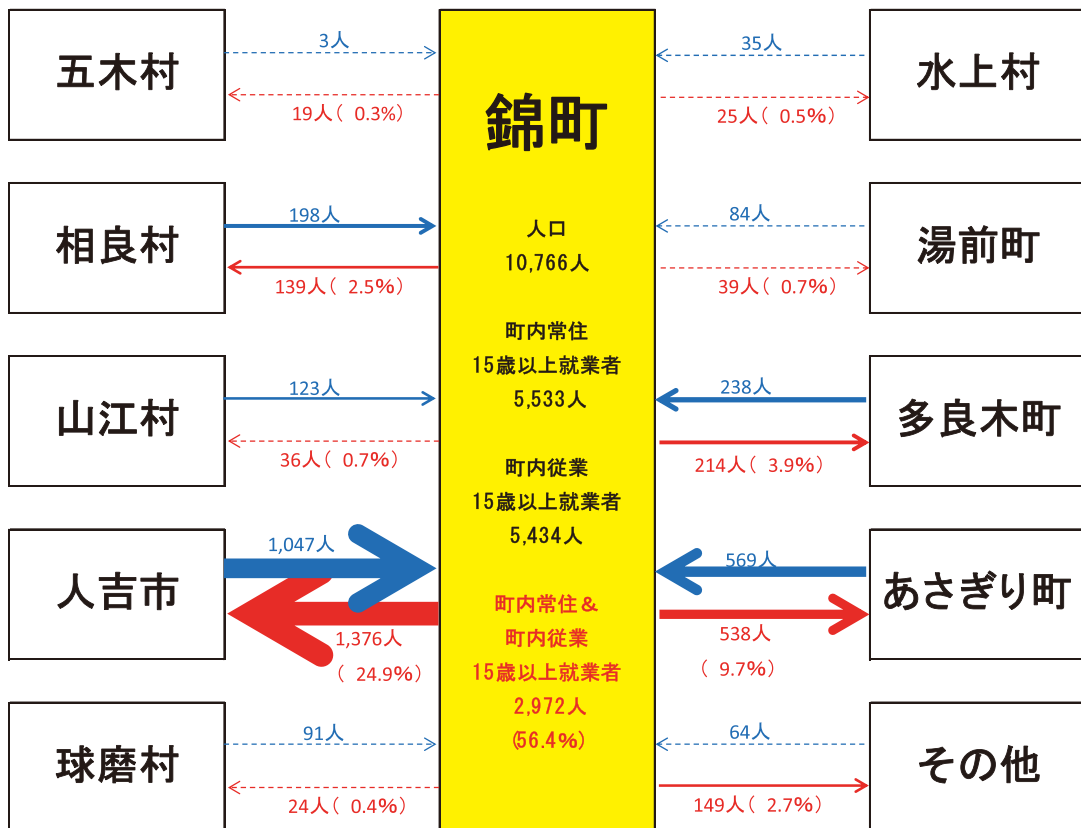 五木村
3人
19人( 0.3%)
相良村
198人
139人( 2.5%)
山江村
123人
36人( 0.7%)
人吉市
1,047人
1,376人
( 24.9%)
球磨村
91人
24人( 0.4%)
錦町
人口
10,766人
町内常住
15歳以上就業者
5,533人
町内従業
15歳以上就業者
5,434人
町内常住&
町内従業
15歳以上就業者
2,972人
(56.4%)
水上村
35人
25人( 0.5%)
湯前町
84人
39人( 0.7%)
多良木町
238人
214人( 3.9%)
あさぎり町
569人
538人
( 9.7%)
その他
64人
149人( 2.7%)